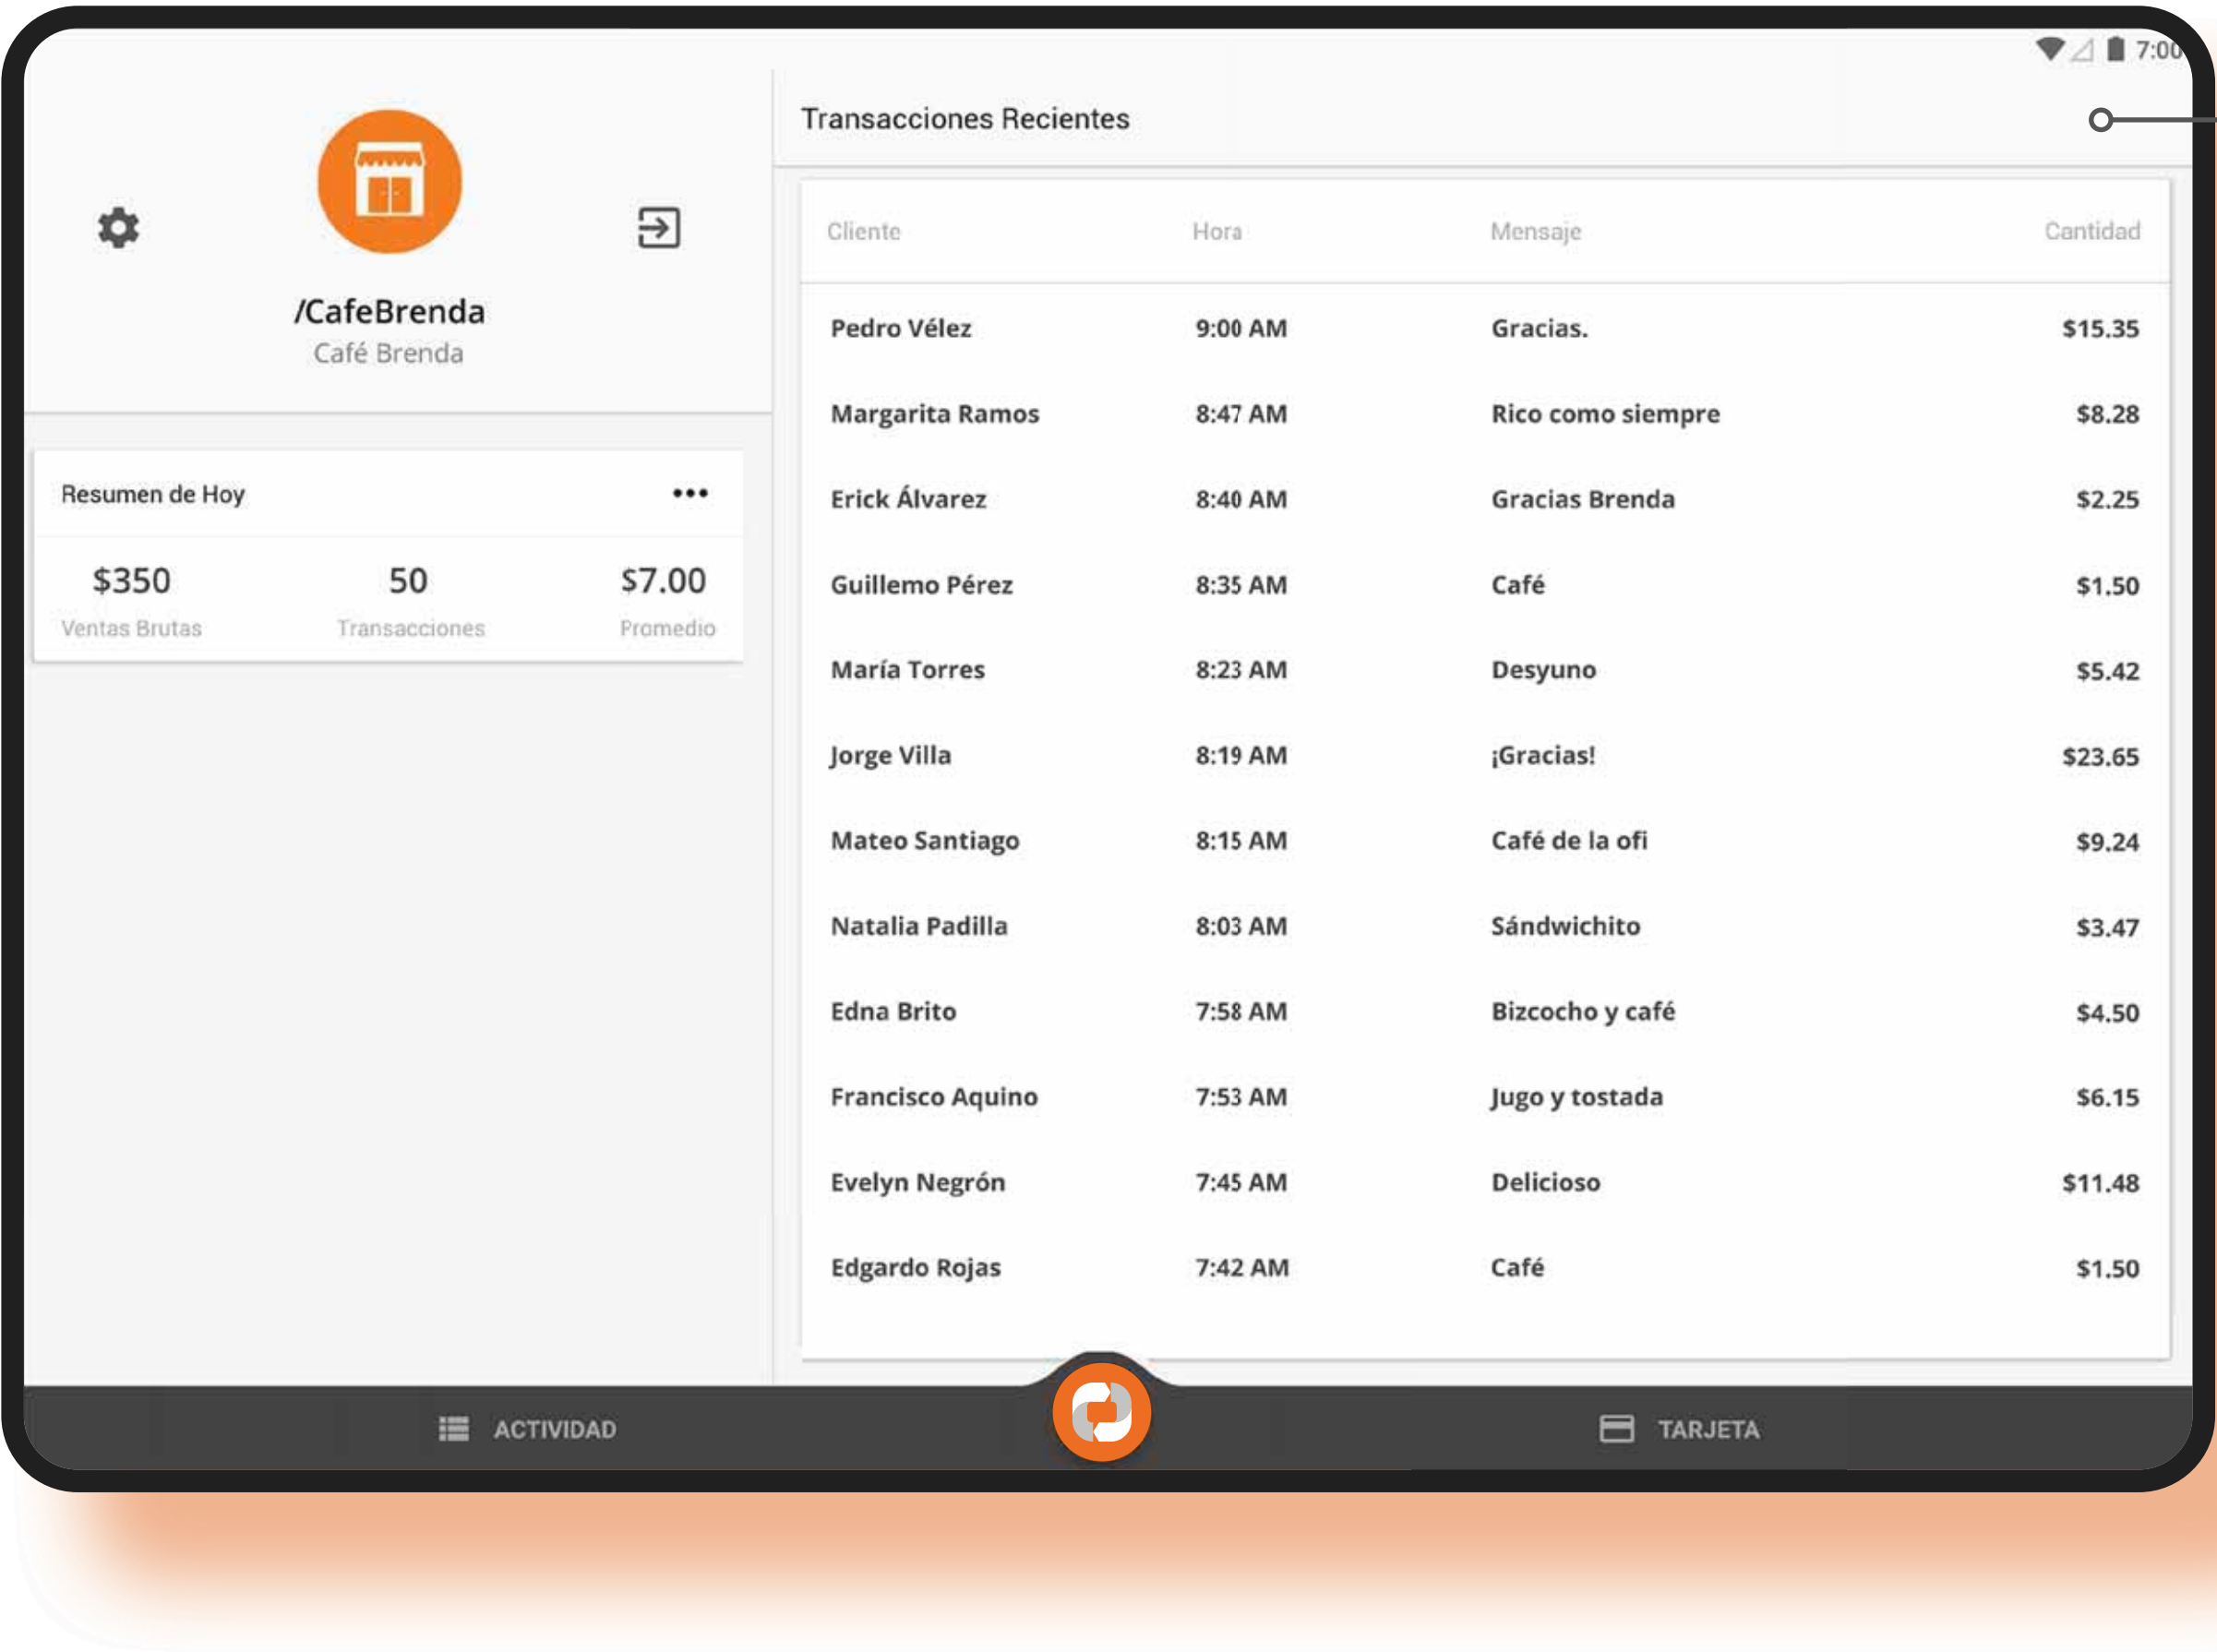 7:00
/CafeBrenda
Café Brenda
Resumen de Hoy
$350 50 $7.00
Ventas Brutas Transacciones Promedio
Transacciones Recientes
Cliente Hora Mensaje Cantidad
Pedro Vélez 9:00 AM Gracias. $15.35
Margarita Ramos 8:47 AM Rico como siempre $8.28
Erick Álvarez 8:40 AM Gracias Brenda $2.25
Guillemo Pérez 8:35 AM Café $1.50
María Torres 8:23 AM Desyuno $5.42
Jorge Villa 8:19 AM ¡Gracias! $23.65
Mateo Santiago 8:15 AM Café de la ofi $9.24
Natalia Padilla 8:03 AM Sándwichito $3.47
Edna Brito 7:58 AM Bizcocho y café $4.50
Francisco Aquino 7:53 AM Jugo y tostada $6.15
Evelyn Negrón 7:45 AM Delicioso $11.48
Edgardo Rojas 7:42 AM Café $1.50
ACTIVIDAD TARJETA